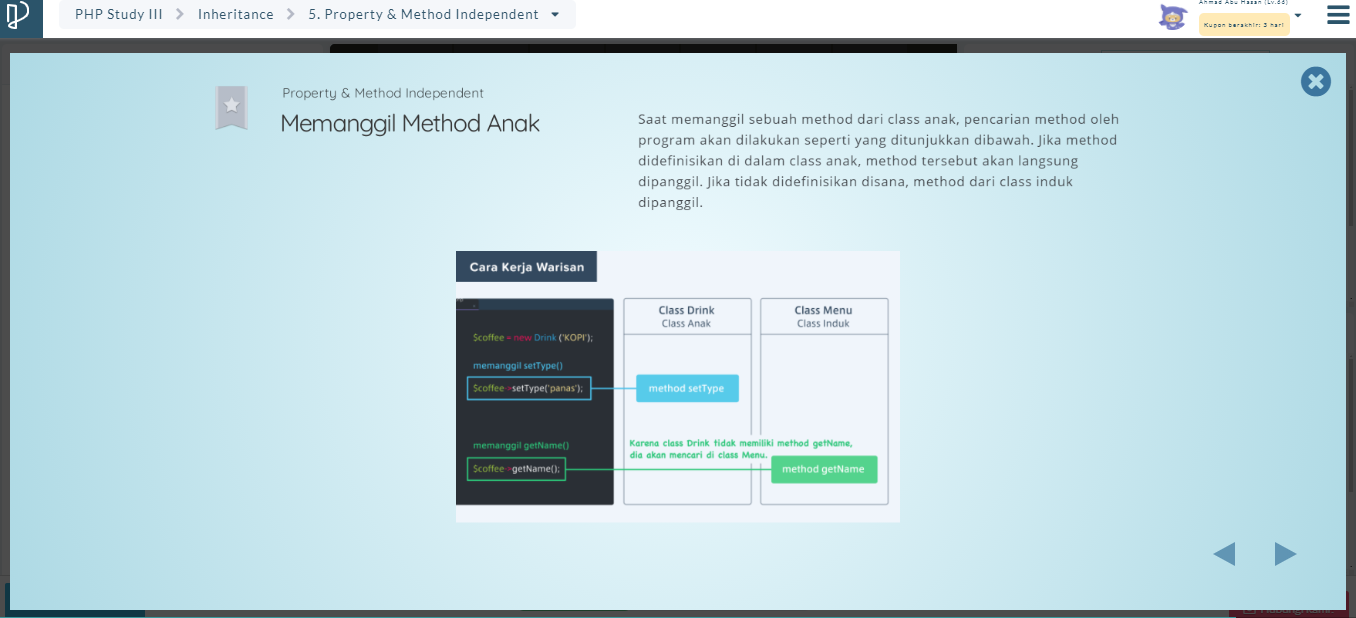 PHP Study III
Inheritance
5. Property & Method Independent
Ahmad Abu Hasan (Lv.66)
Kupon berakhir: 3 hari
Property & Method Independent
Memanggil Method Anak
Saat memanggil sebuah method dari class anak, pencarian method oleh
program akan dilakukan seperti yang ditunjukkan dibawah. Jika method
didefinisikan di dalam class anak, method tersebut akan langsung
dipanggil. Jika tidak didefinisikan disana, method dari class induk
dipanggil.
Cara Kerja Warisan
Class Drink
Class Anak
Class Menu
Class Induk
$coffee = new Drink ('KOPI');
memanggil setType()
$coffee->setType('panas');
method setType
memanggil getName()
Karena class Drink tidak memiliki method getName,
dia akan mencari di class Menu.
$coffee->getName();
method getName